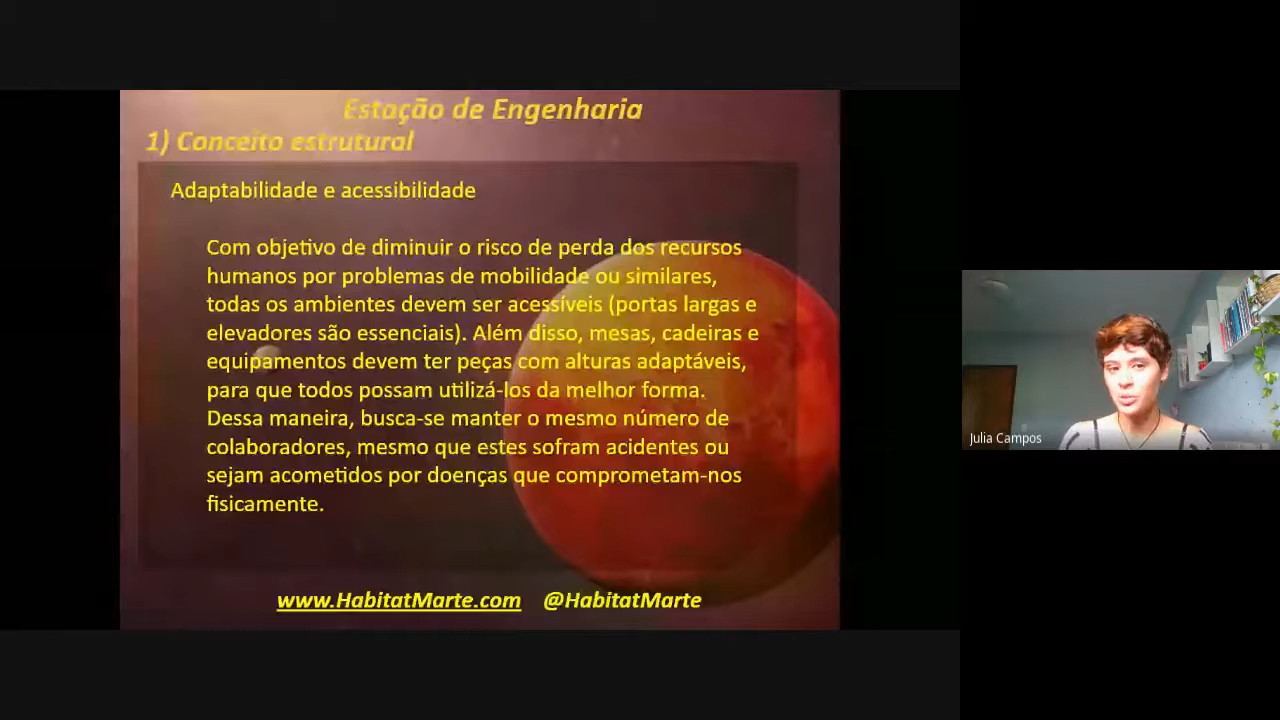 Estação de Engenharia
1) Conceito estrutural
Adaptabilidade e acessibilidade
Com objetivo de diminuir o risco de perda dos recursos
humanos por problemas de mobilidade ou similares,
todas os ambientes devem ser acessíveis (portas largas e
elevadores são essenciais). Além disso, mesas, cadeiras e
equipamentos devem ter peças com alturas adaptáveis,
para que todos possam utilizá-los da melhor forma.
Dessa maneira, busca-se manter o mesmo número de
colaboradores, mesmo que estes sofram acidentes ou
sejam acometidos por doenças que comprometam-nos
fisicamente.
www.HabitatMarte.com @HabitatMarte
Julia Campos